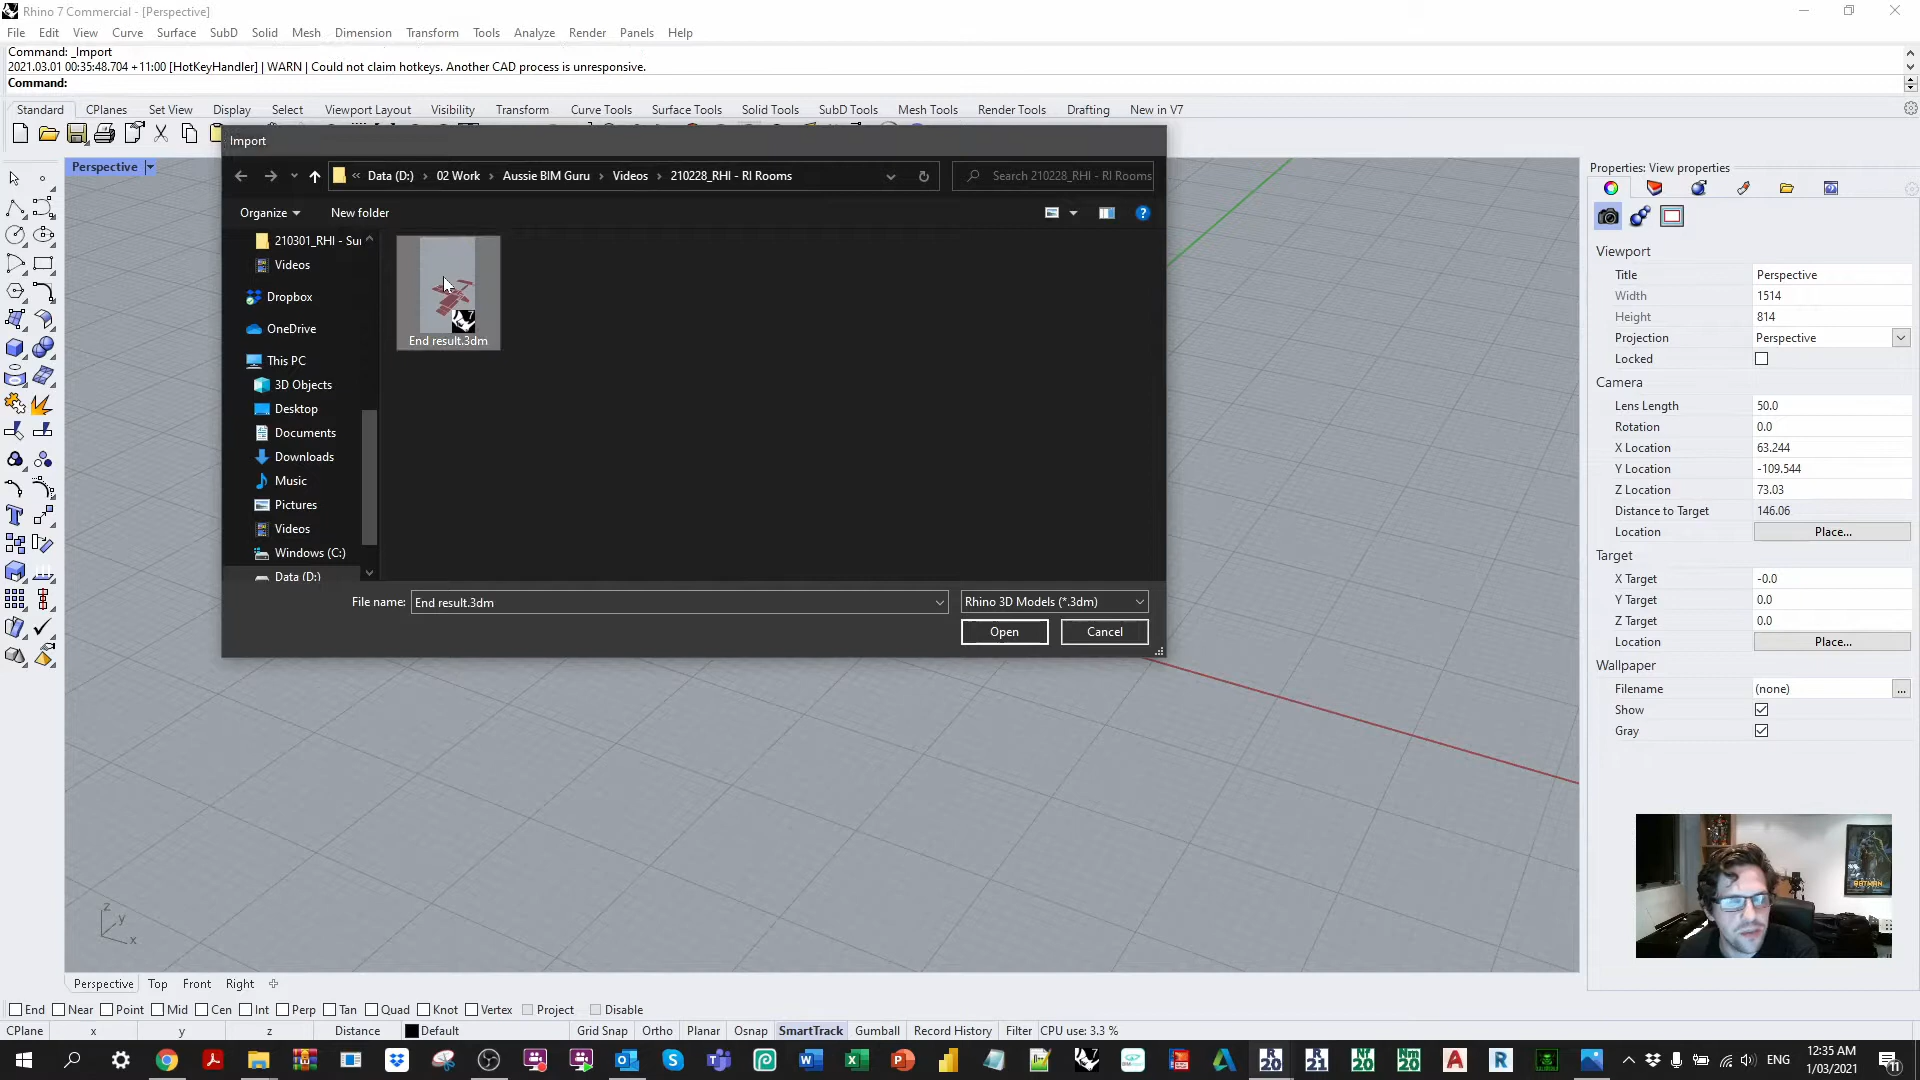 Rhino 7 Commercial - [Perspective]
File Edit View Curve Surface SubD Solid Mesh Dimension Transform Tools Analyze Render Panels Help
Command: _Import
2021.03.01 00:35:48.704 +11:00 [HotKeyHandler] | WARN | Could not claim hotkeys. Another CAD process is unresponsive.
Command:
Standard CPlanes Set View Display Select Viewport Layout Visibility Transform Curve Tools Surface Tools Solid Tools SubD Tools Mesh Tools Render Tools Drafting New in V7
Import
Perspective
« Data (D:) › 02 Work › Aussie BIM Guru › Videos › 210228_RHI - RI Rooms
Search 210228_RHI - RI Rooms
Organize New folder
210301_RHI - Su
Videos
Dropbox
OneDrive
This PC
3D Objects
Desktop
Documents
Downloads
Music
Pictures
Videos
Windows (C:)
Data (D:)
7
End result.3dm
File name: End result.3dm
Rhino 3D Models (*.3dm)
Open Cancel
Properties: View properties
Viewport
Title Perspective
Width 1514
Height 814
Projection Perspective
Locked
Camera
Lens Length 50.0
Rotation 0.0
X Location 63.244
Y Location -109.544
Z Location 73.03
Distance to Target 146.06
Location Place...
Target
X Target -0.0
Y Target 0.0
Z Target 0.0
Location Place...
Wallpaper
Filename (none) ...
Show
Gray
BATMAN
z
y
x
Perspective Top Front Right
End Near Point Mid Cen Int Perp Tan Quad Knot Vertex Project Disable
CPlane x y z Distance Default Grid Snap Ortho Planar Osnap SmartTrack Gumball Record History Filter CPU use: 3.3 %
R 20 R 21 N 20 NM 20 A R
ENG
12:35 AM
1/03/2021
11